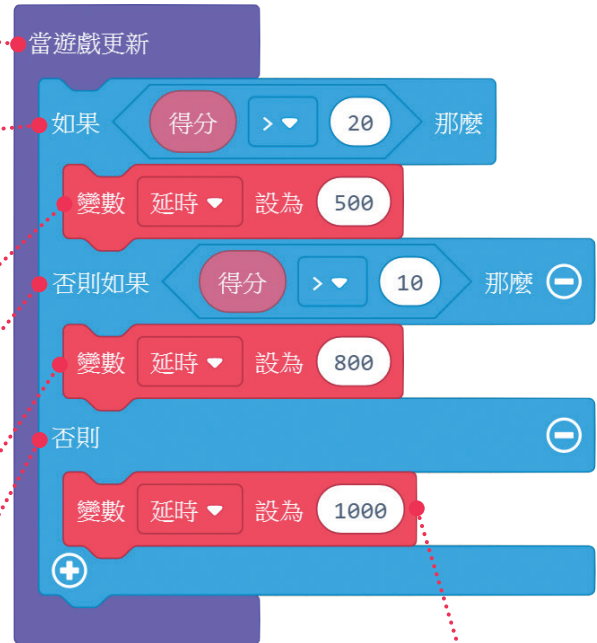 當遊戲更新
如果 得分 > 20 那麼
變數 延時 設為 500
否則如果 得分 > 10 那麼
變數 延時 設為 800
否則
變數 延時 設為 1000